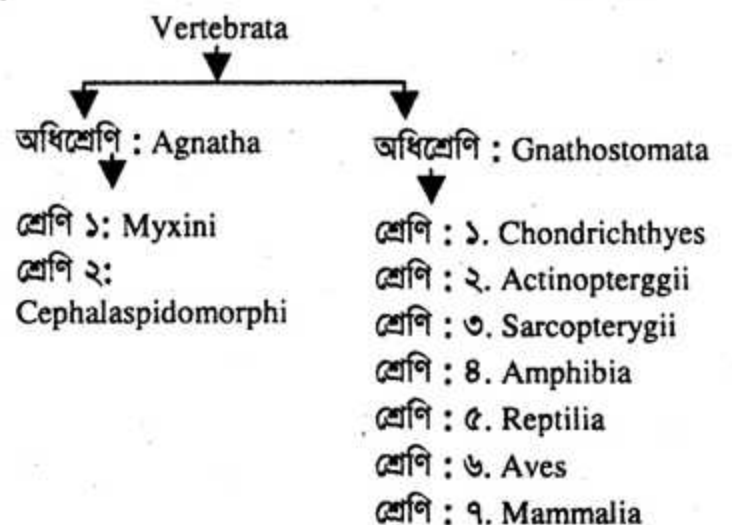 Vertebrata
অধিশ্রেণি : Agnatha
শ্রেণি ১: Myxini
শ্রেণি ২:
Cephalaspidomorphi
অধিশ্রেণি : Gnathostomata
শ্রেণি : ১. Chondrichthyes
শ্রেণি : ২. Actinopterggii
শ্রেণি : ৩. Sarcopterygii
শ্রেণি : ৪. Amphibia
শ্রেণি : ৫. Reptilia
শ্রেণি : ৬. Aves
শ্রেণি : ৭. Mammalia